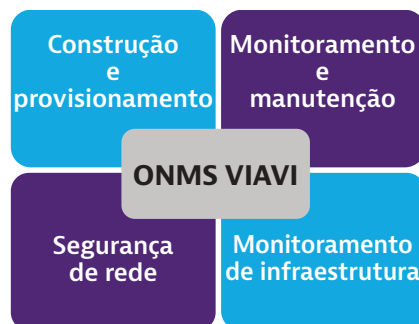 Construção
e
provisionamento
Monitoramento
e
manutenção
ONMS VIAVI
Segurança
de rede
Monitoramento
de infraestrutura